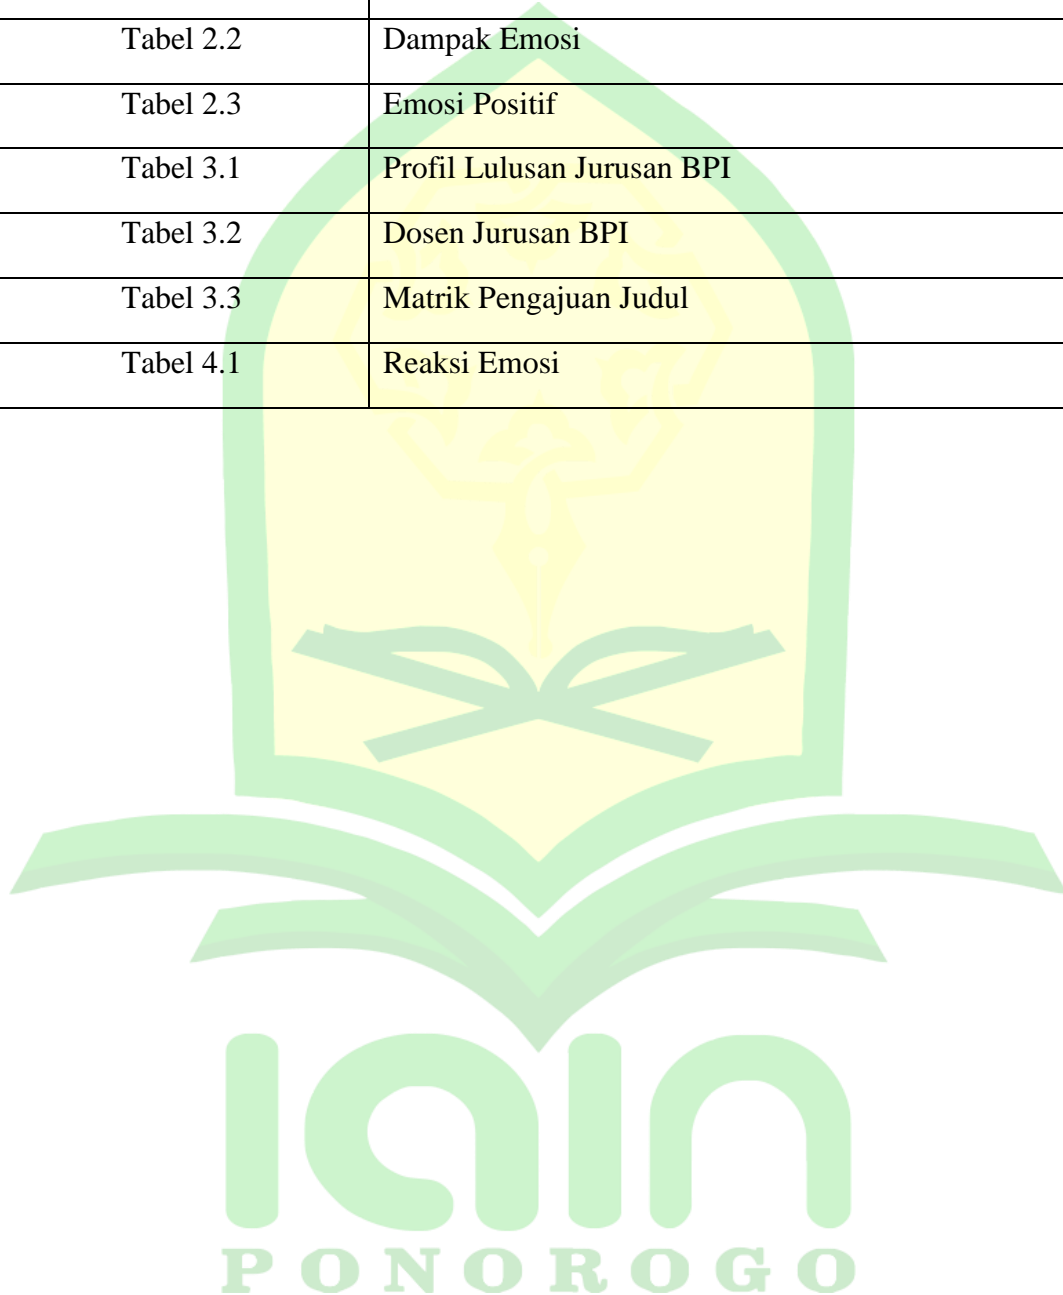 Tabel 2.2 Dampak Emosi
Tabel 2.3 Emosi Positif
Tabel 3.1 Profil Lulusan Jurusan BPI
Tabel 3.2 Dosen Jurusan BPI
Tabel 3.3 Matrik Pengajuan Judul
Tabel 4.1 Reaksi Emosi
iain
PONOROGO